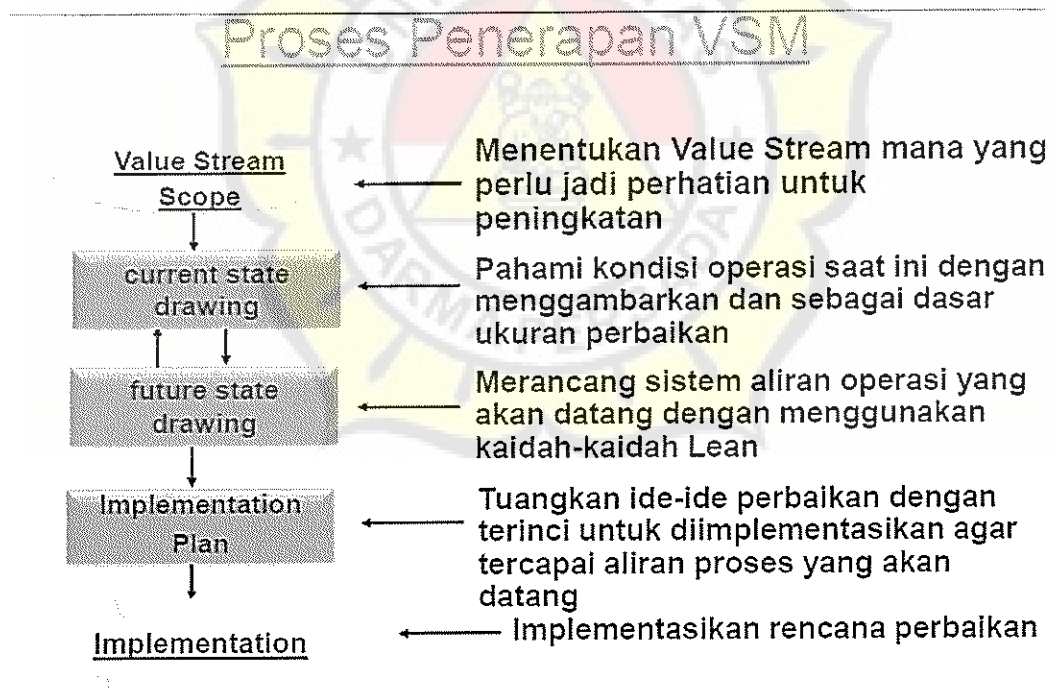 Proses Penerapan VSM
Value Stream
Scope
Menentukan Value Stream mana yang
perlu jadi perhatian untuk
peningkatan
current state
drawing
Pahami kondisi operasi saat ini dengan
menggambarkan dan sebagai dasar
ukuran perbaikan
future state
drawing
Merancang sistem aliran operasi yang
akan datang dengan menggunakan
kaidah-kaidah Lean
Implementation
Plan
Tuangkan ide-ide perbaikan dengan
terinci untuk diimplementasikan agar
tercapai aliran proses yang akan
datang
Implementation
Implementasikan rencana perbaikan
DARMA PERSADA